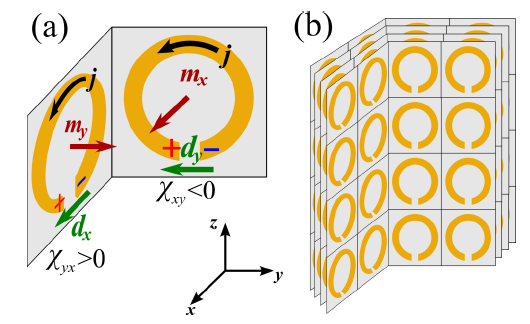 (a)
(b)
j
j
m_x
m_y
+ d_y −
χ_xy<0
+ −
d_x
χ_yx>0
z
y
x